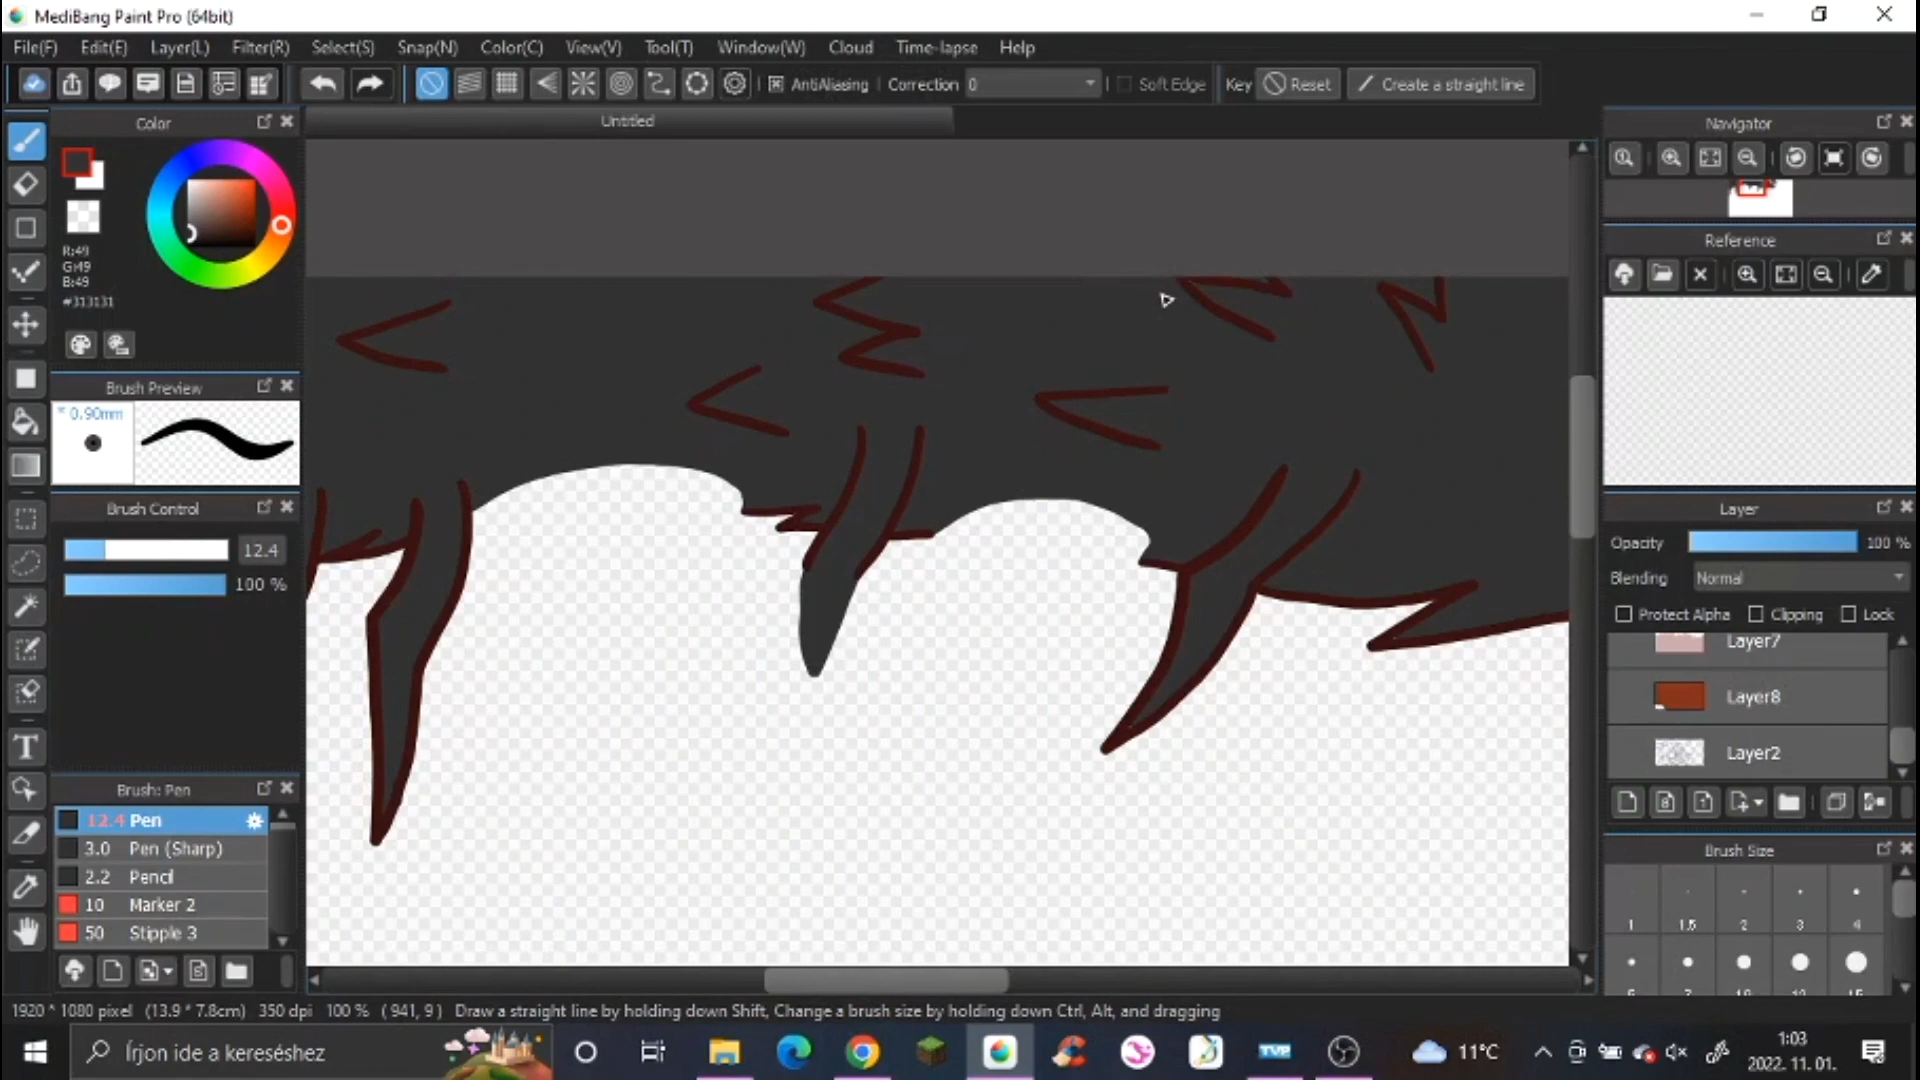 MediBang Paint Pro (64bit)
File(F) Edit(E) Layer(L) Filter(R) Select(S) Snap(N) Color(C) View(V) Tool(T) Window(W) Cloud Time-lapse Help
AntiAliasing Correction 0 Soft Edge Key Reset Create a straight line
Color
Untitled
Navigator
R:49
G:49
B:49
#313131
Reference
Brush Preview
* 0.90mm
Brush Control
12.4
100 %
Layer
Opacity 100 %
Blending Normal
Protect Alpha Clipping Lock
Layer7
Layer8
Layer2
Brush: Pen
12.4 Pen
3.0 Pen (Sharp)
2.2 Pencil
10 Marker 2
50 Stipple 3
Brush Size
1 1.5 2 3 4
1920 * 1080 pixel (13.9 * 7.8cm) 350 dpi 100 % ( 941, 9 ) Draw a straight line by holding down Shift, Change a brush size by holding down Ctrl, Alt, and dragging
Írjon ide a kereséshez
TVP
11°C
1:03
2022. 11. 01.